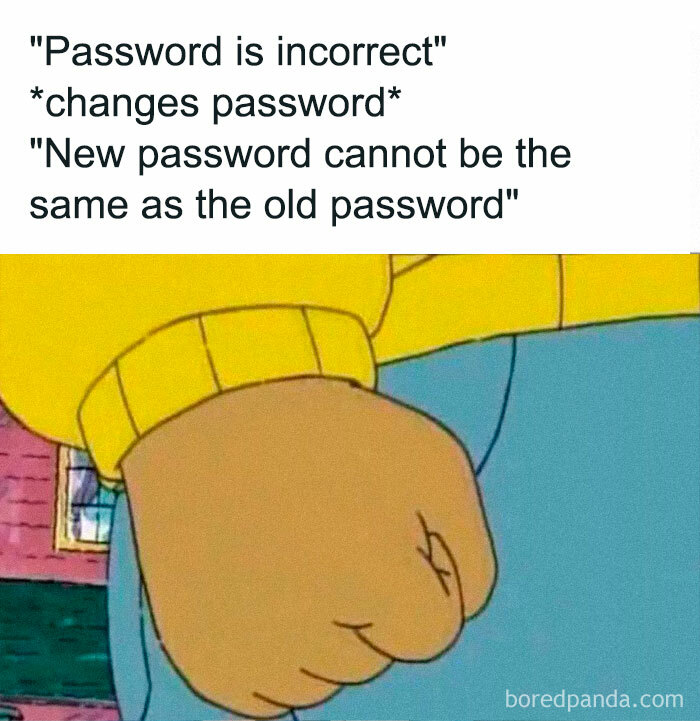 "Password is incorrect"
*changes password*
"New password cannot be the
same as the old password"
boredpanda.com